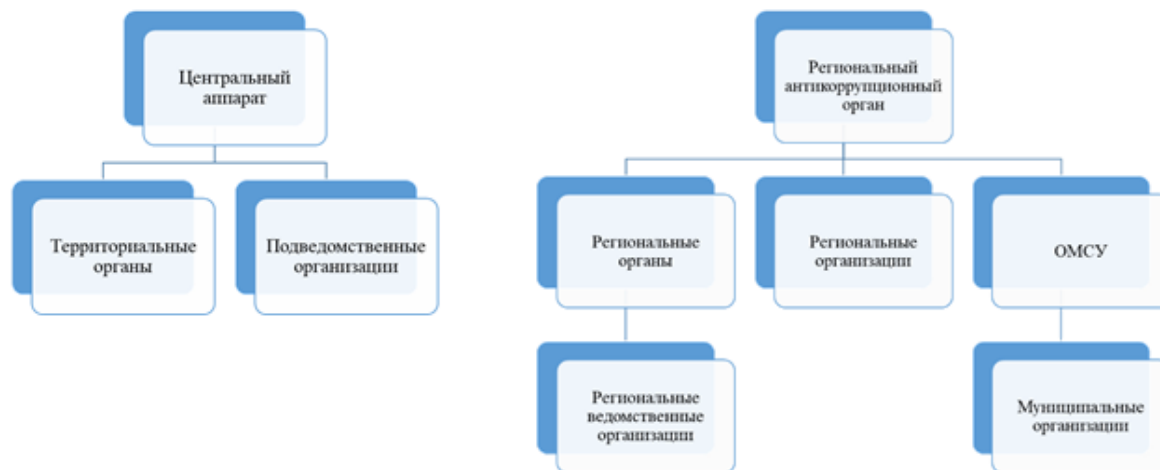 Центральный
аппарат
Территориальные
органы
Подведомственные
организации
Региональный
антикоррупционный
орган
Региональные
органы
Региональные
организации
ОМСУ
Региональные
ведомственные
организации
Муниципальные
организации